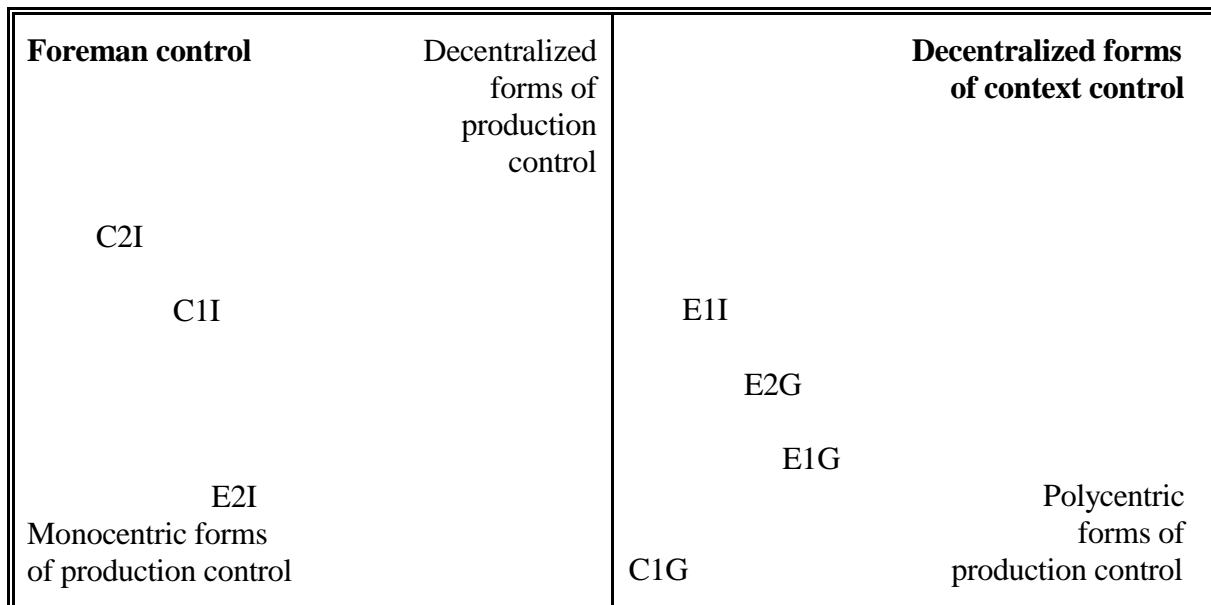 Foreman control
Decentralized
forms of
production
control
C2I
C1I
E2I
Monocentric forms
of production control
Decentralized forms
of context control
E1I
E2G
E1G
Polycentric
forms of
production control
C1G